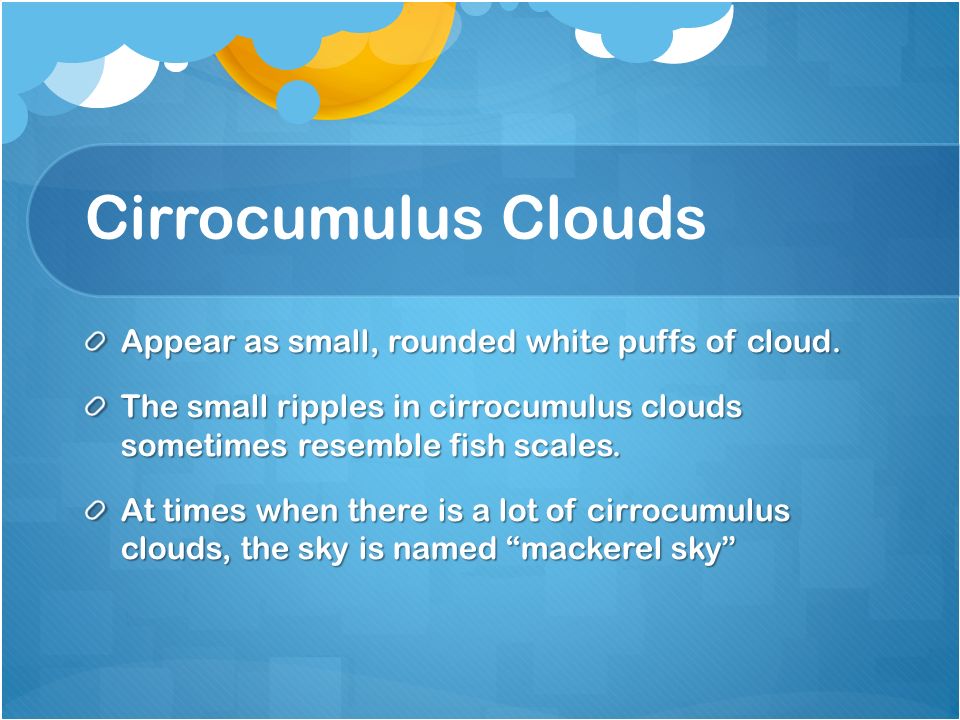 Cirrocumulus Clouds
Appear as small, rounded white puffs of cloud.
The small ripples in cirrocumulus clouds
sometimes resemble fish scales.
At times when there is a lot of cirrocumulus
clouds, the sky is named “mackerel sky”